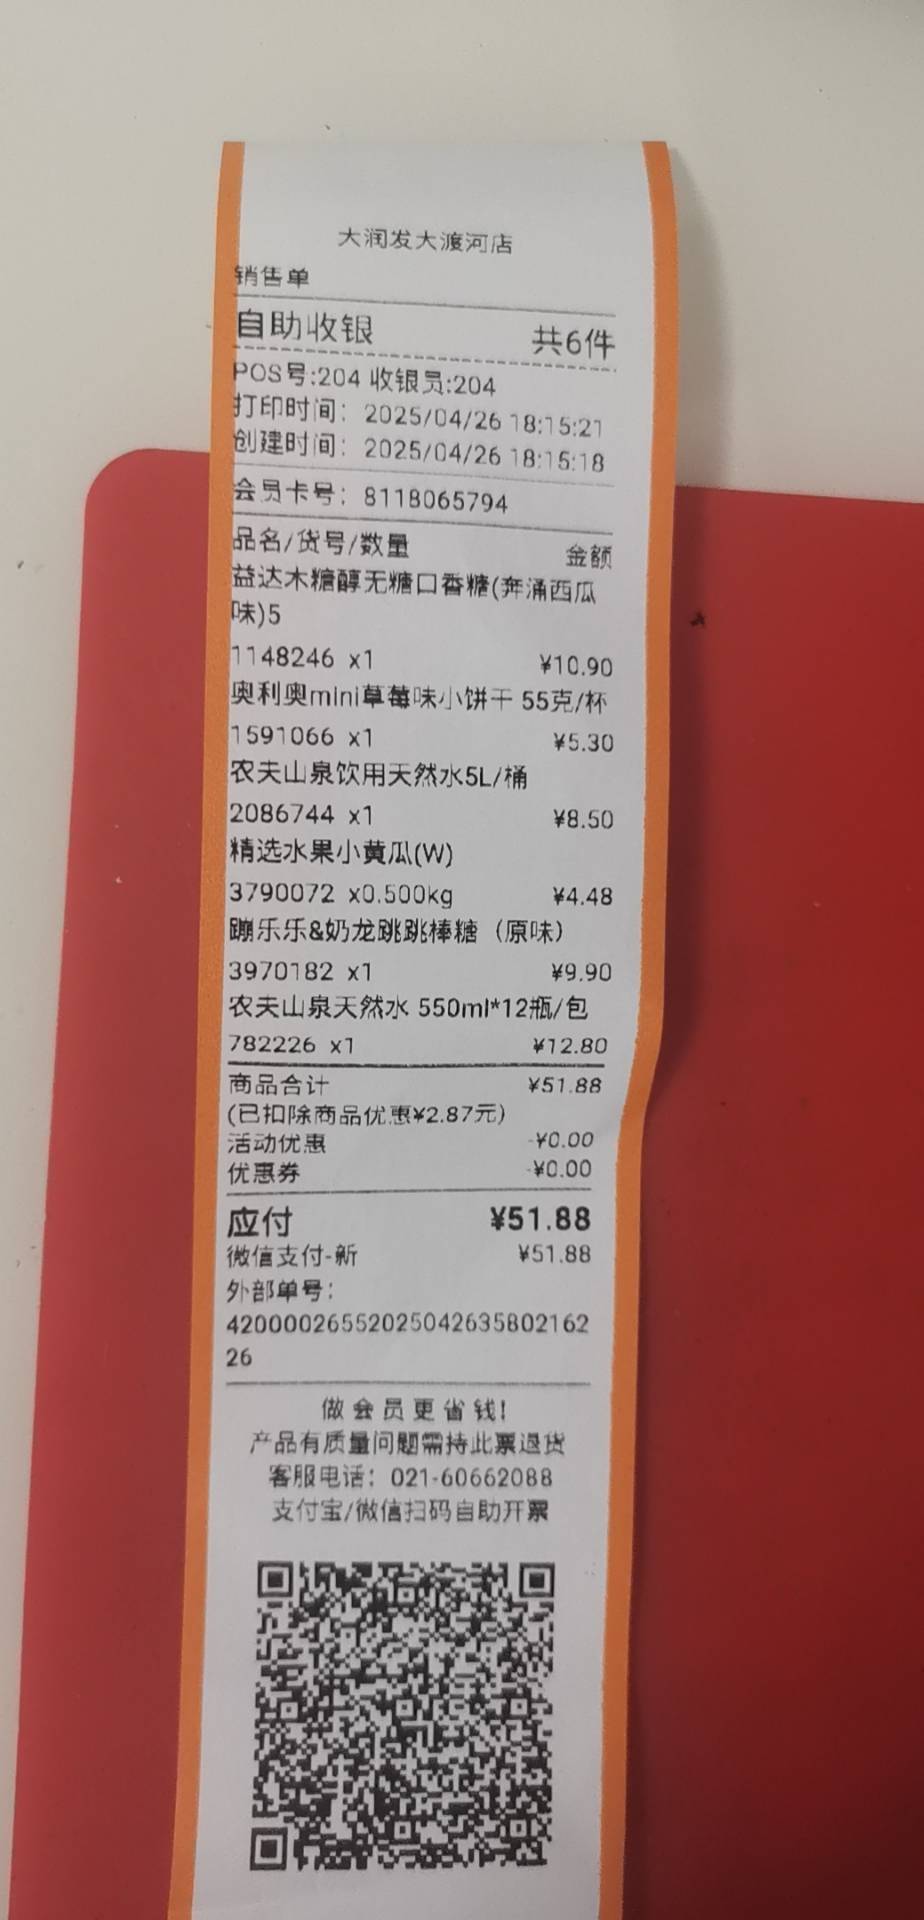 大润发大渡河店
销售单
自助收银 共6件
POS号:204 收银员:204
打印时间: 2025/04/26 18:15:21
创建时间: 2025/04/26 18:15:18
会员卡号: 8118065794
品名/货号/数量 金额
益达木糖醇无糖口香糖(奔涌西瓜
味)5
1148246 x1 ¥10.90
奥利奥mini草莓味小饼干 55克/杯
1591066 x1 ¥5.30
农夫山泉饮用天然水5L/桶
2086744 x1 ¥8.50
精选水果小黄瓜(W)
3790072 x0.500kg ¥4.48
蹦乐乐&奶龙跳跳棒糖（原味）
3970182 x1 ¥9.90
农夫山泉天然水 550ml*12瓶/包
782226 x1 ¥12.80
商品合计 ¥51.88
(已扣除商品优惠¥2.87元)
活动优惠 -¥0.00
优惠券 -¥0.00
应付 ¥51.88
微信支付-新 ¥51.88
外部单号:
42000026552025042635802162
26
做会员更省钱!
产品有质量问题需持此票退货
客服电话: 021-60662088
支付宝/微信扫码自助开票